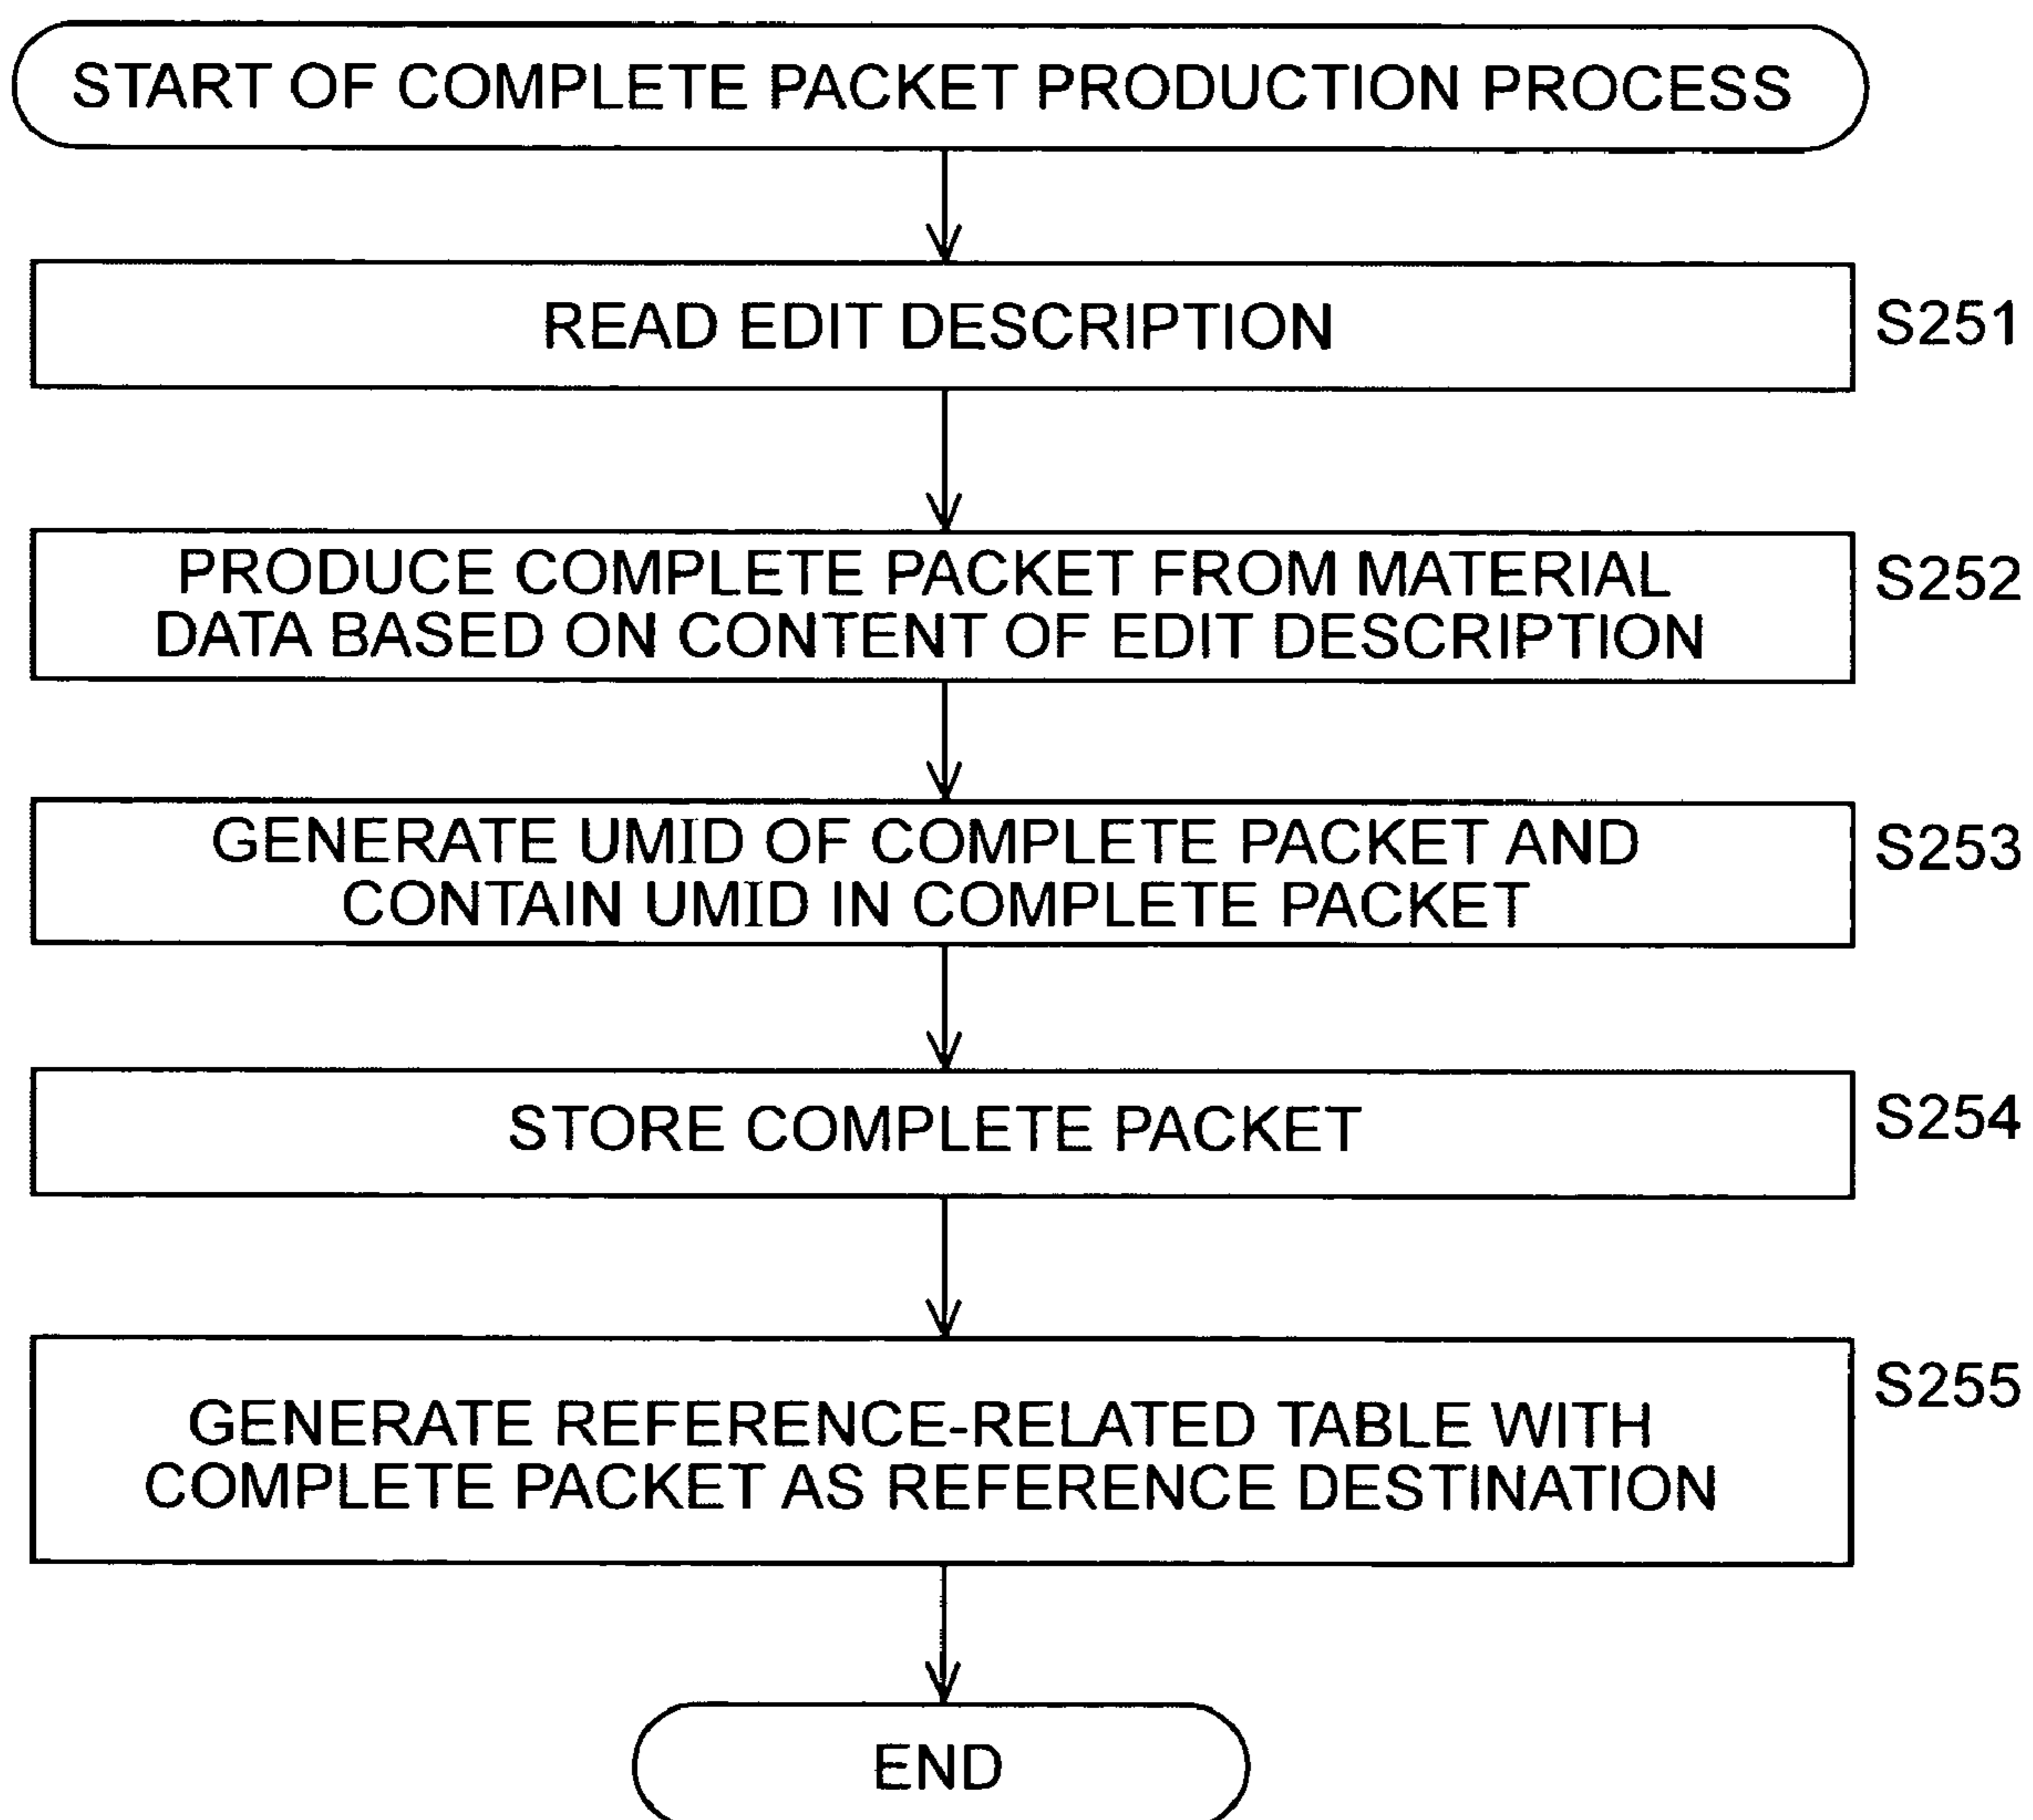 START OF COMPLETE PACKET PRODUCTION PROCESS
READ EDIT DESCRIPTION
S251
PRODUCE COMPLETE PACKET FROM MATERIAL
DATA BASED ON CONTENT OF EDIT DESCRIPTION
S252
GENERATE UMID OF COMPLETE PACKET AND
CONTAIN UMID IN COMPLETE PACKET
S253
STORE COMPLETE PACKET
S254
GENERATE REFERENCE-RELATED TABLE WITH
COMPLETE PACKET AS REFERENCE DESTINATION
S255
END